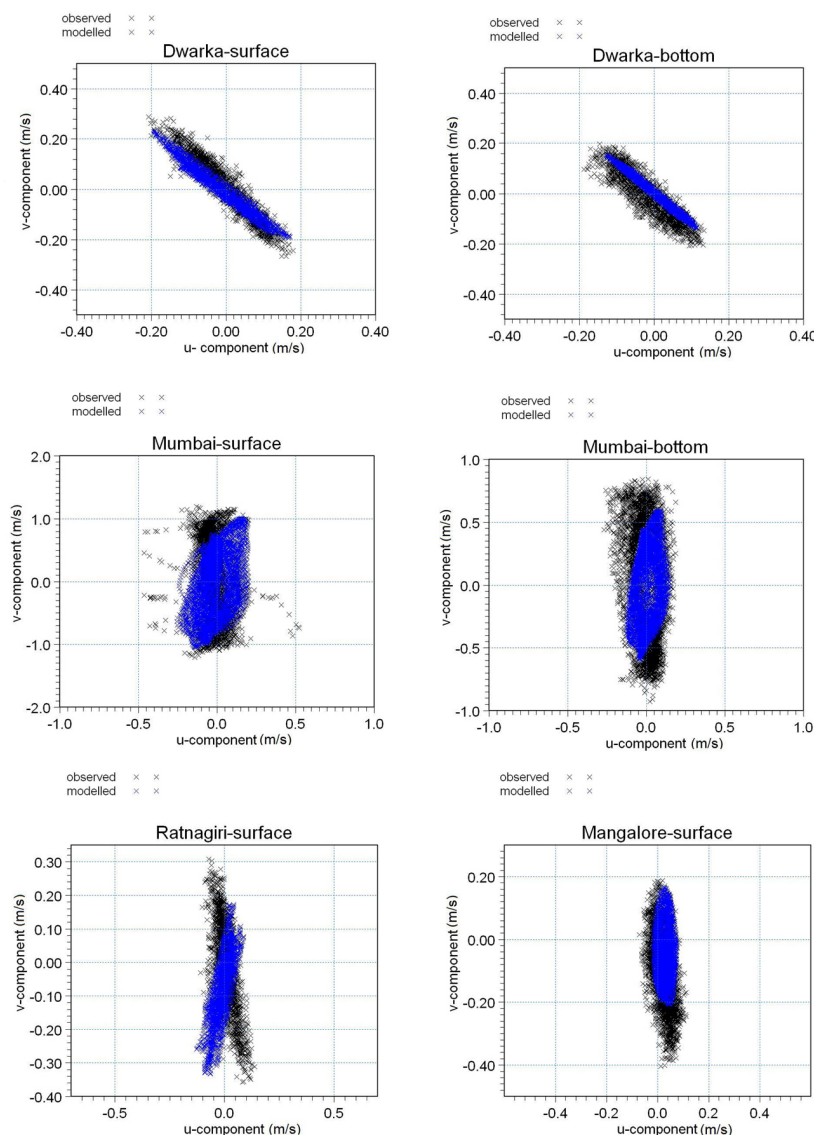 observed × ×
modelled × ×
Dwarka-surface
0.40
0.20
0.00
-0.20
-0.40
v-component (m/s)
-0.40 -0.20 0.00 0.20 0.40
u- component (m/s)
observed × ×
modelled × ×
Dwarka-bottom
0.40
0.20
0.00
-0.20
-0.40
v-component (m/s)
-0.40 -0.20 0.00 0.20 0.40
u-component (m/s)
observed × ×
modelled × ×
Mumbai-surface
2.0
1.0
0.0
-1.0
-2.0
v-component (m/s)
-1.0 -0.5 0.0 0.5 1.0
u-component (m/s)
observed × ×
modelled × ×
Mumbai-bottom
1.0
0.5
0.0
-0.5
-1.0
v-component (m/s)
-1.0 -0.5 0.0 0.5 1.0
u-component (m/s)
observed × ×
modelled × ×
Ratnagiri-surface
0.30
0.20
0.10
0.00
-0.10
-0.20
-0.30
-0.40
v-component (m/s)
-0.5 0.0 0.5
u-component (m/s)
observed × ×
modelled × ×
Mangalore-surface
0.20
0.00
-0.20
-0.40
v-component (m/s)
-0.4 -0.2 0.0 0.2 0.4
u-component (m/s)